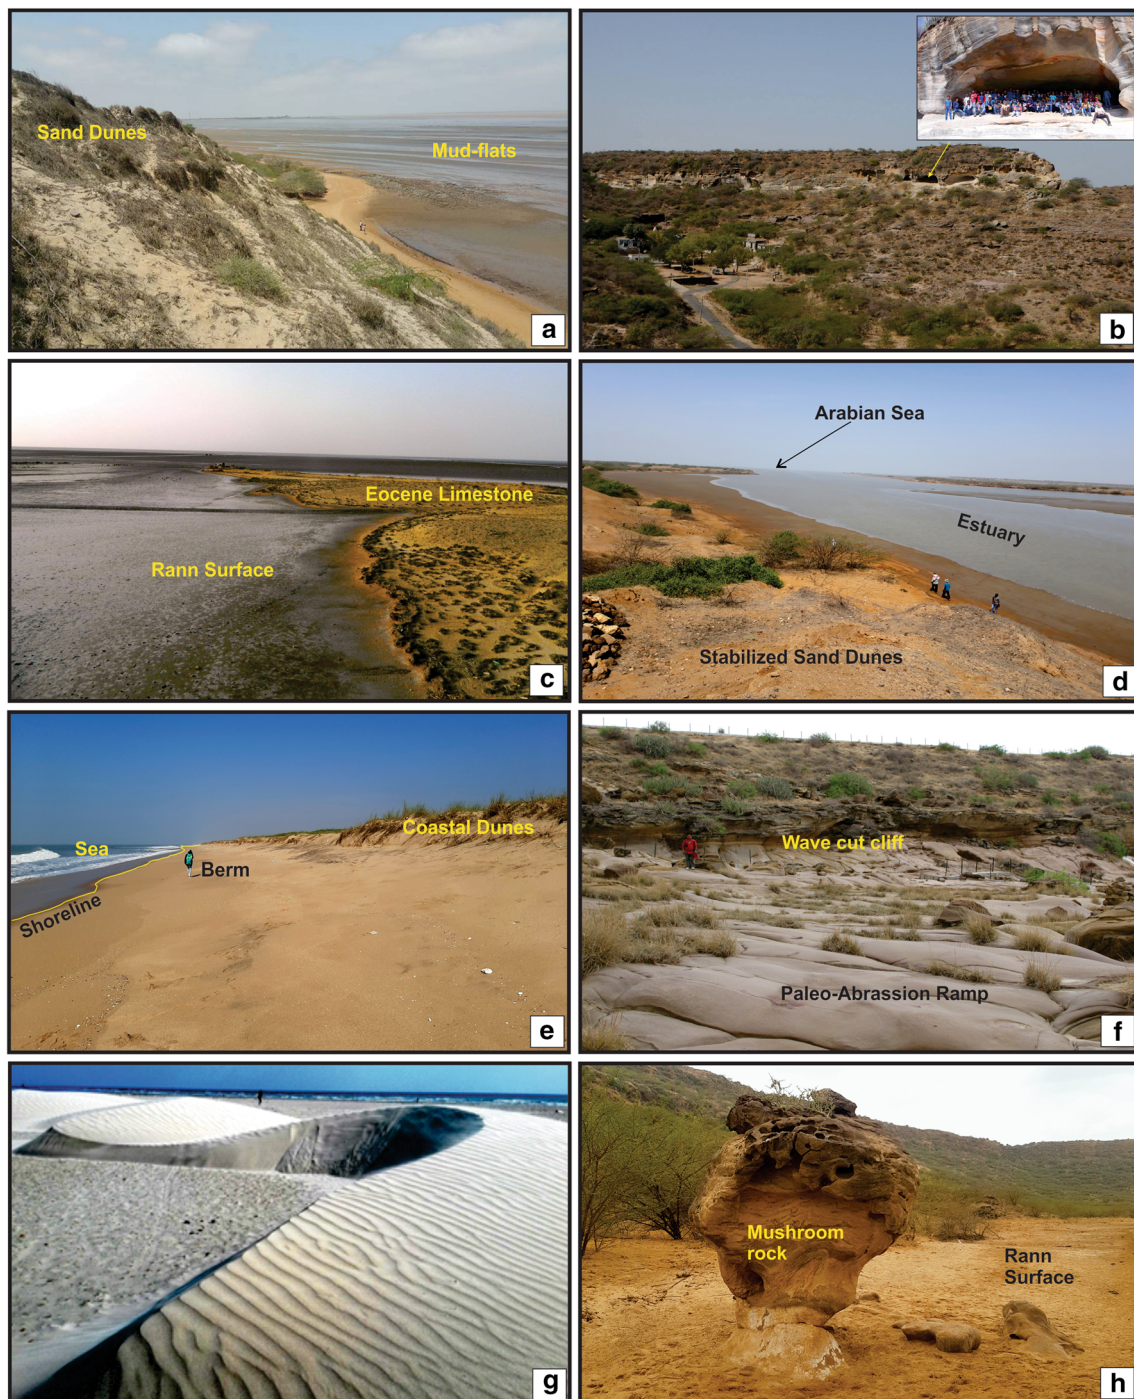 Sand Dunes
Mud-flats
a
b
Eocene Limestone
Rann Surface
c
Arabian Sea
Estuary
Stabilized Sand Dunes
d
Coastal Dunes
Sea
Berm
Shoreline
e
Wave cut cliff
Paleo-Abrassion Ramp
f
g
Mushroom
rock
Rann
Surface
h